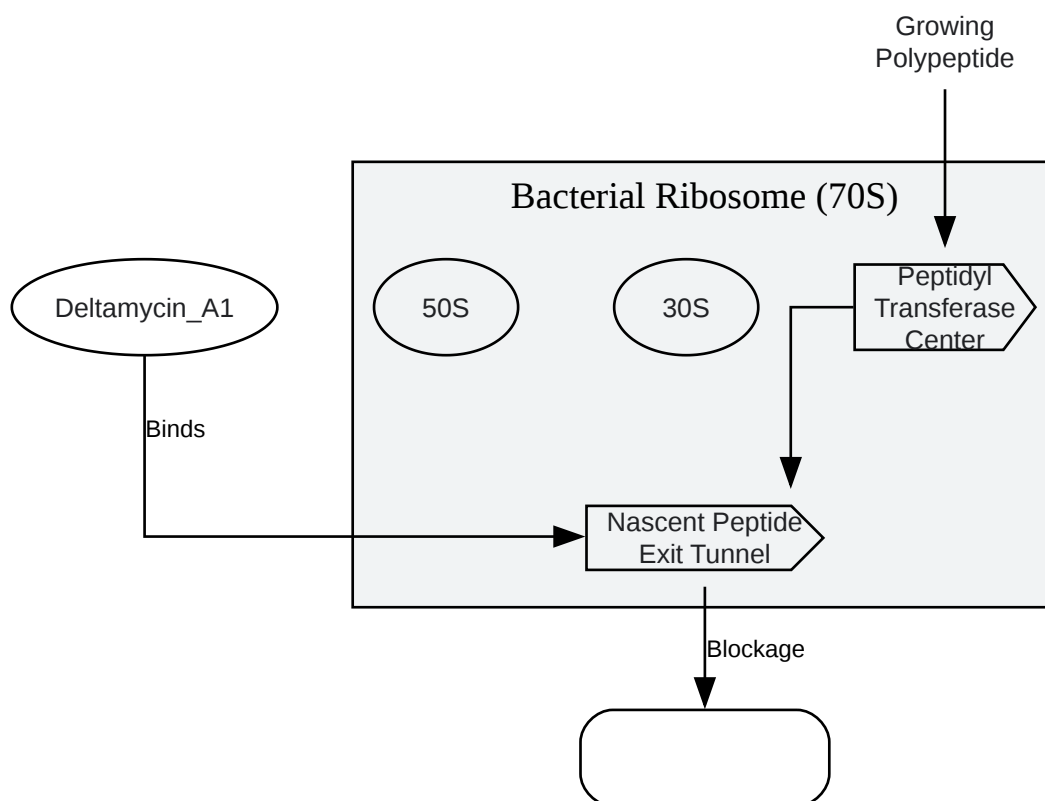 Growing
Polypeptide
Bacterial Ribosome (70S)
Deltamycin_A1
50S
30S
Peptidyl
Transferase
Center
Binds
Nascent Peptide
Exit Tunnel
Blockage